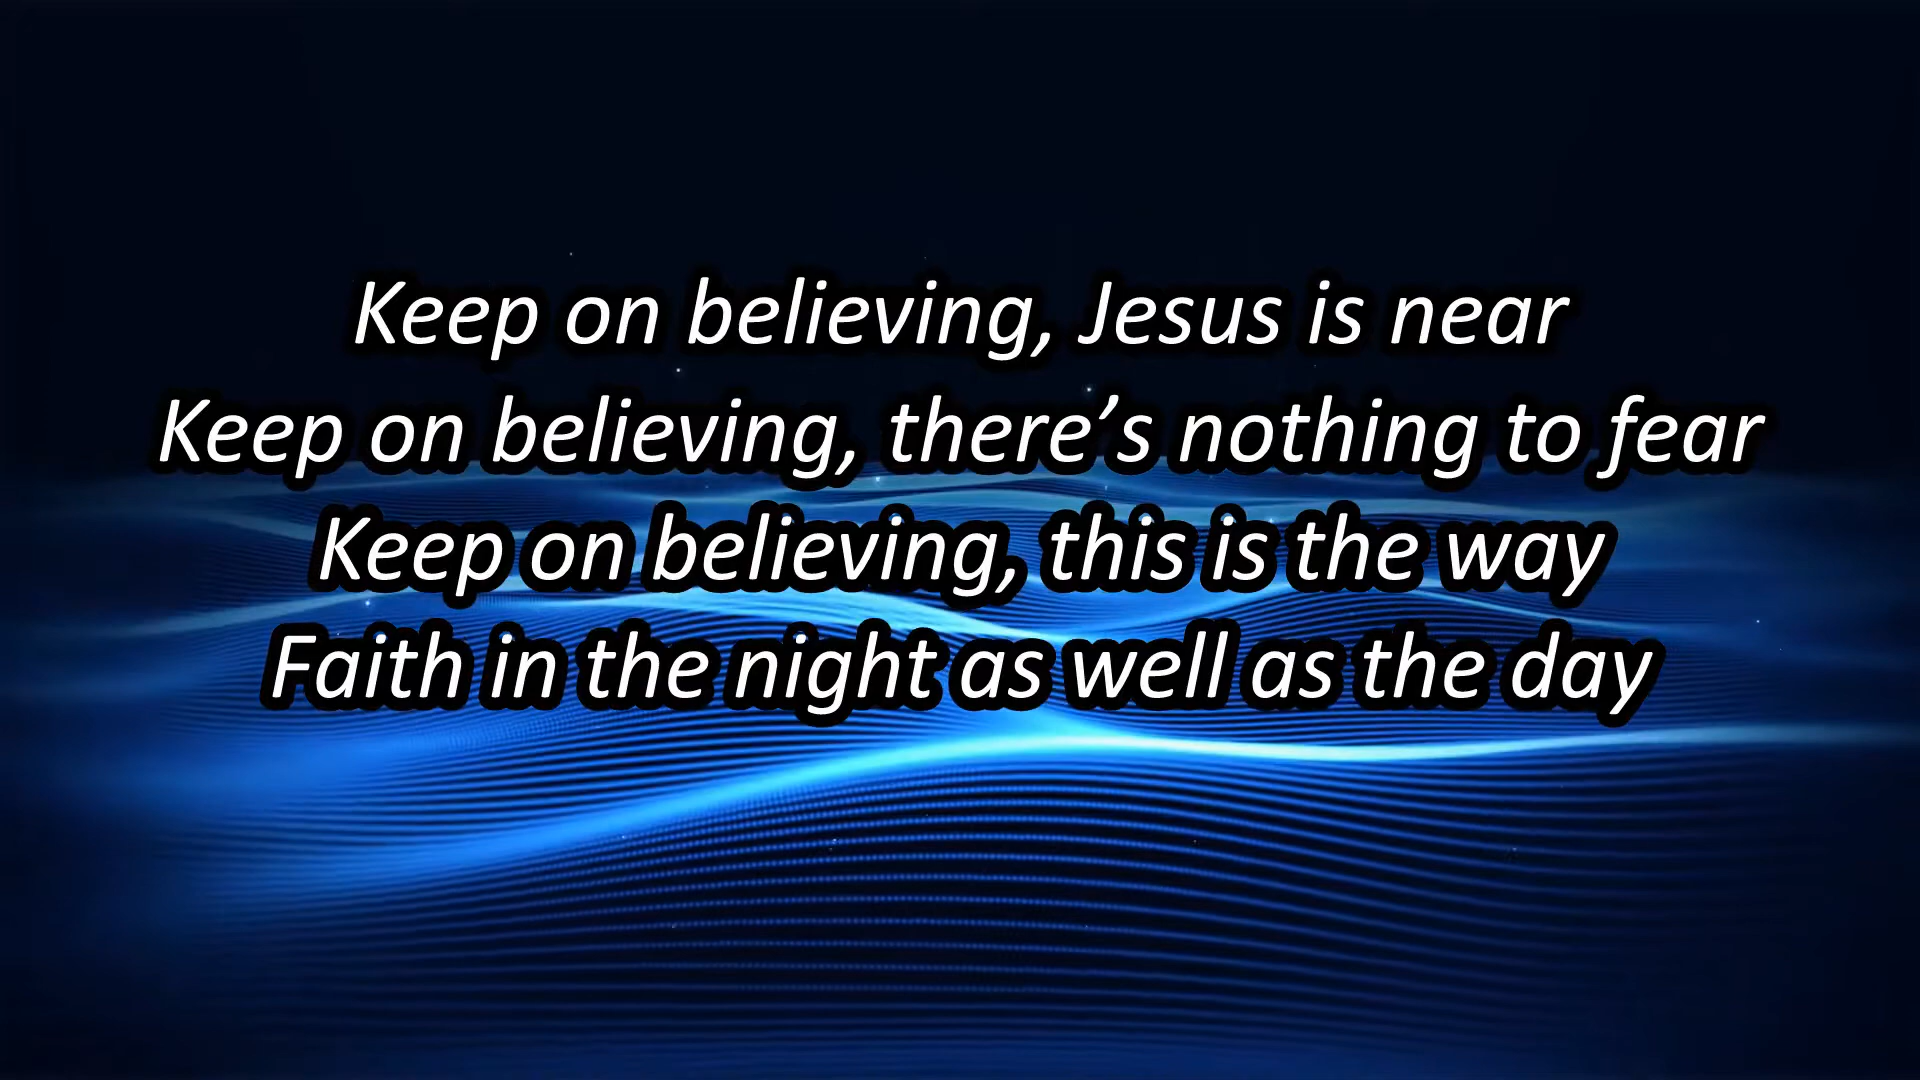 Keep on believing, Jesus is near
Keep on believing, there’s nothing to fear
Keep on believing, this is the way
Faith in the night as well as the day